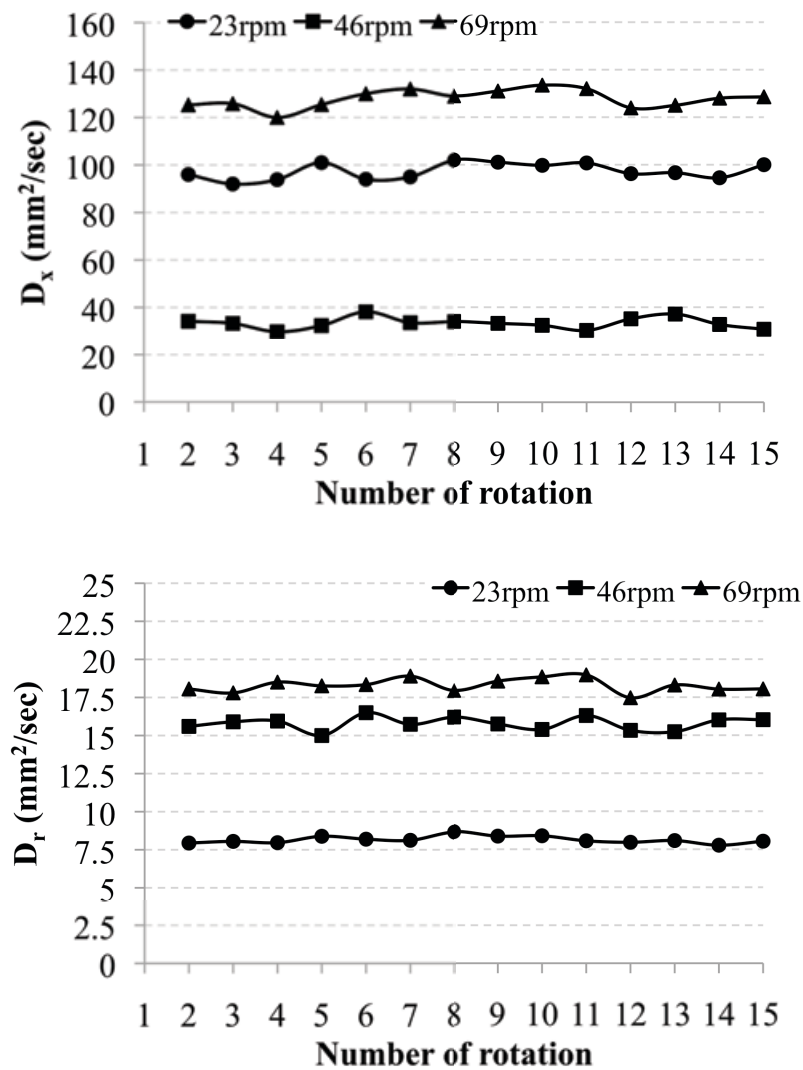 160
23rpm 46rpm 69rpm
140
120
100
80
60
40
20
0
Dx (mm²/sec)
1 2 3 4 5 6 7 8 9 10 11 12 13 14 15
Number of rotation
25
23rpm 46rpm 69rpm
22.5
20
17.5
15
12.5
10
7.5
5
2.5
0
Dr (mm²/sec)
1 2 3 4 5 6 7 8 9 10 11 12 13 14 15
Number of rotation